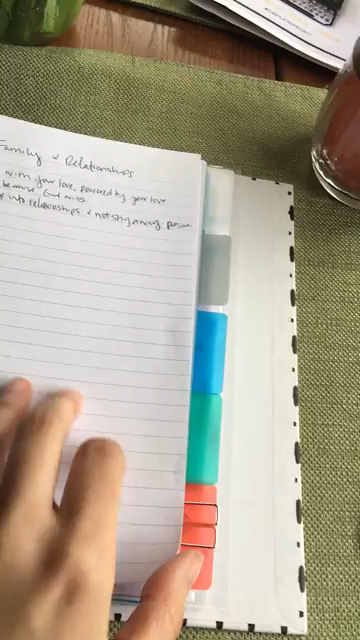 Family & Relationships
with your love, powered by your love
because God wins.
into relationships & not shy away